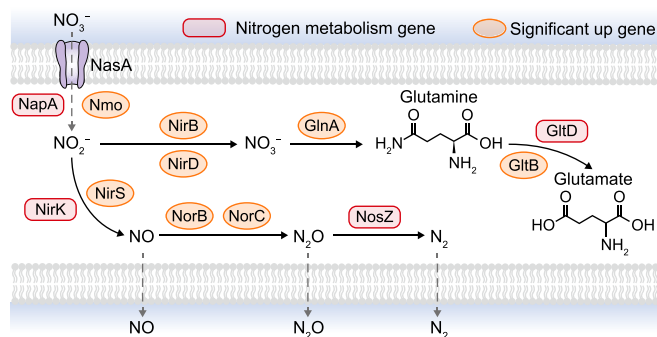 NO₃⁻
Nitrogen metabolism gene
Significant up gene
NasA
NapA
Nmo
NO₂⁻
NirB
NirD
NO₃⁻
GlnA
Glutamine
O
H₂N
OH
O
NH₂
GltD
GltB
Glutamate
O
O
HO
OH
NH₂
NirS
NirK
NO
NorB
NorC
N₂O
NosZ
N₂
NO
N₂O
N₂